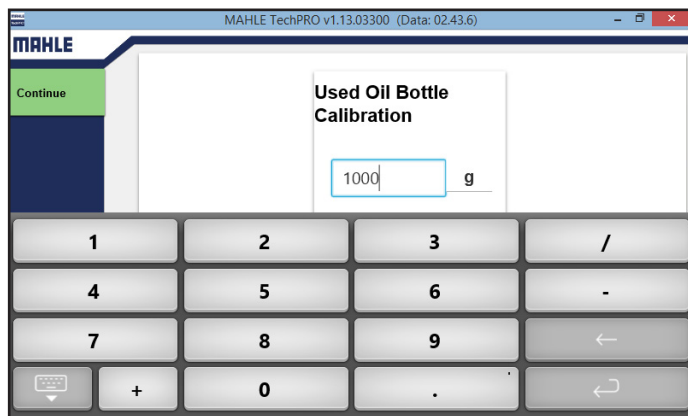 MAHLE TechPRO v1.13.03300 (Data: 02.43.6)
MAHLE
Continue
Used Oil Bottle
Calibration
1000 g
1 2 3 /
4 5 6 -
7 8 9 ←
+ 0 .